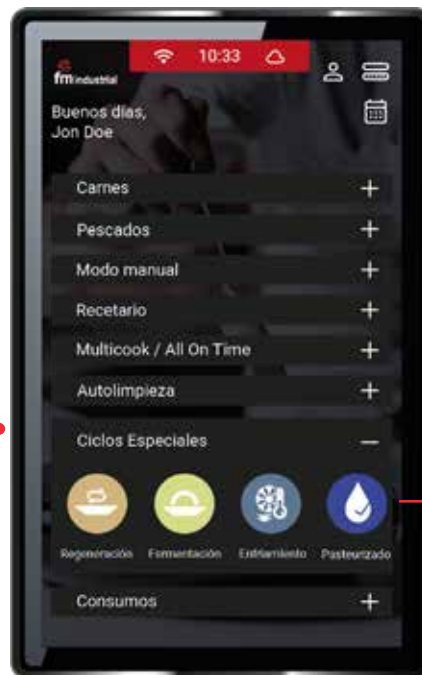 10:33
fm industrial
Buenos días,
Jon Doe
Carnes +
Pescados +
Modo manual +
Recetario +
Multicook / All On Time +
Autolimpieza +
Ciclos Especiales −
Regeneración Fermentación Enfriamiento Pasteurizado
Consumos +